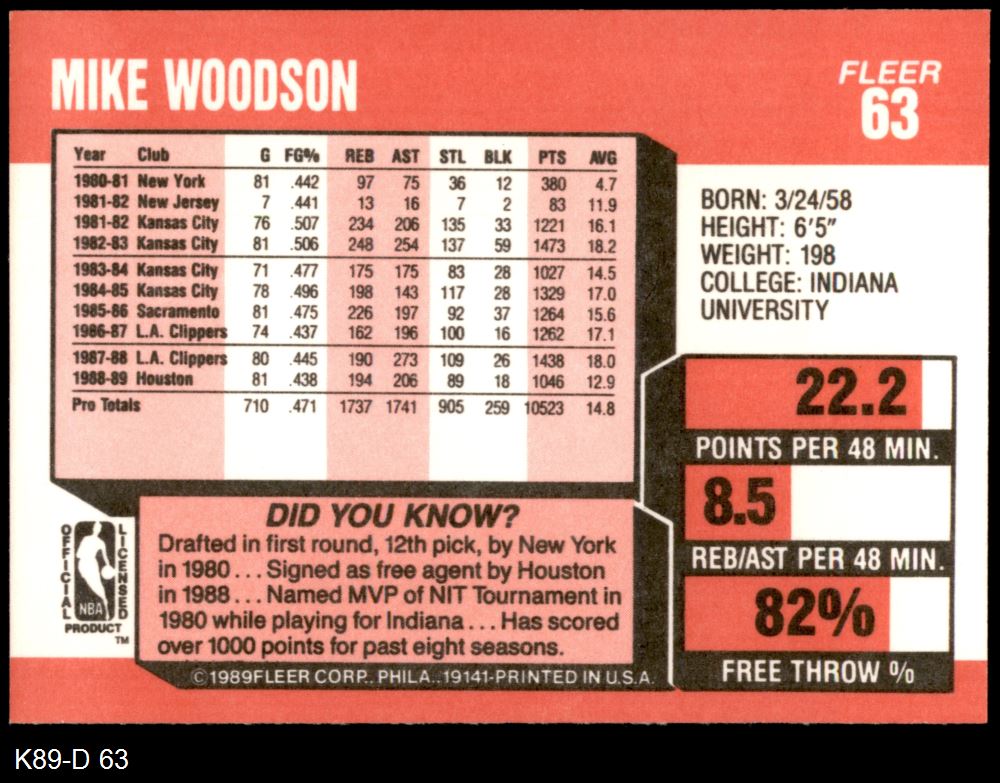 MIKE WOODSON
FLEER
63
Year Club G FG% REB AST STL BLK PTS AVG
1980-81 New York 81 .442 97 75 36 12 380 4.7
1981-82 New Jersey 7 .441 13 16 7 2 83 11.9
1981-82 Kansas City 76 .507 234 206 135 33 1221 16.1
1982-83 Kansas City 81 .506 248 254 137 59 1473 18.2
1983-84 Kansas City 71 .477 175 175 83 28 1027 14.5
1984-85 Kansas City 78 .496 198 143 117 28 1329 17.0
1985-86 Sacramento 81 .475 226 197 92 37 1264 15.6
1986-87 L.A. Clippers 74 .437 162 196 100 16 1262 17.1
1987-88 L.A. Clippers 80 .445 190 273 109 26 1438 18.0
1988-89 Houston 81 .438 194 206 89 18 1046 12.9
Pro Totals 710 .471 1737 1741 905 259 10523 14.8
BORN: 3/24/58
HEIGHT: 6'5"
WEIGHT: 198
COLLEGE: INDIANA
UNIVERSITY
22.2
POINTS PER 48 MIN.
8.5
REB/AST PER 48 MIN.
82%
FREE THROW %
DID YOU KNOW?
Drafted in first round, 12th pick, by New York
in 1980 . . . Signed as free agent by Houston
in 1988 . . . Named MVP of NIT Tournament in
1980 while playing for Indiana . . . Has scored
over 1000 points for past eight seasons.
OFFICIAL
LICENSED
NBA
PRODUCT
TM
©1989FLEER CORP., PHILA., 19141-PRINTED IN U.S.A.
K89-D 63